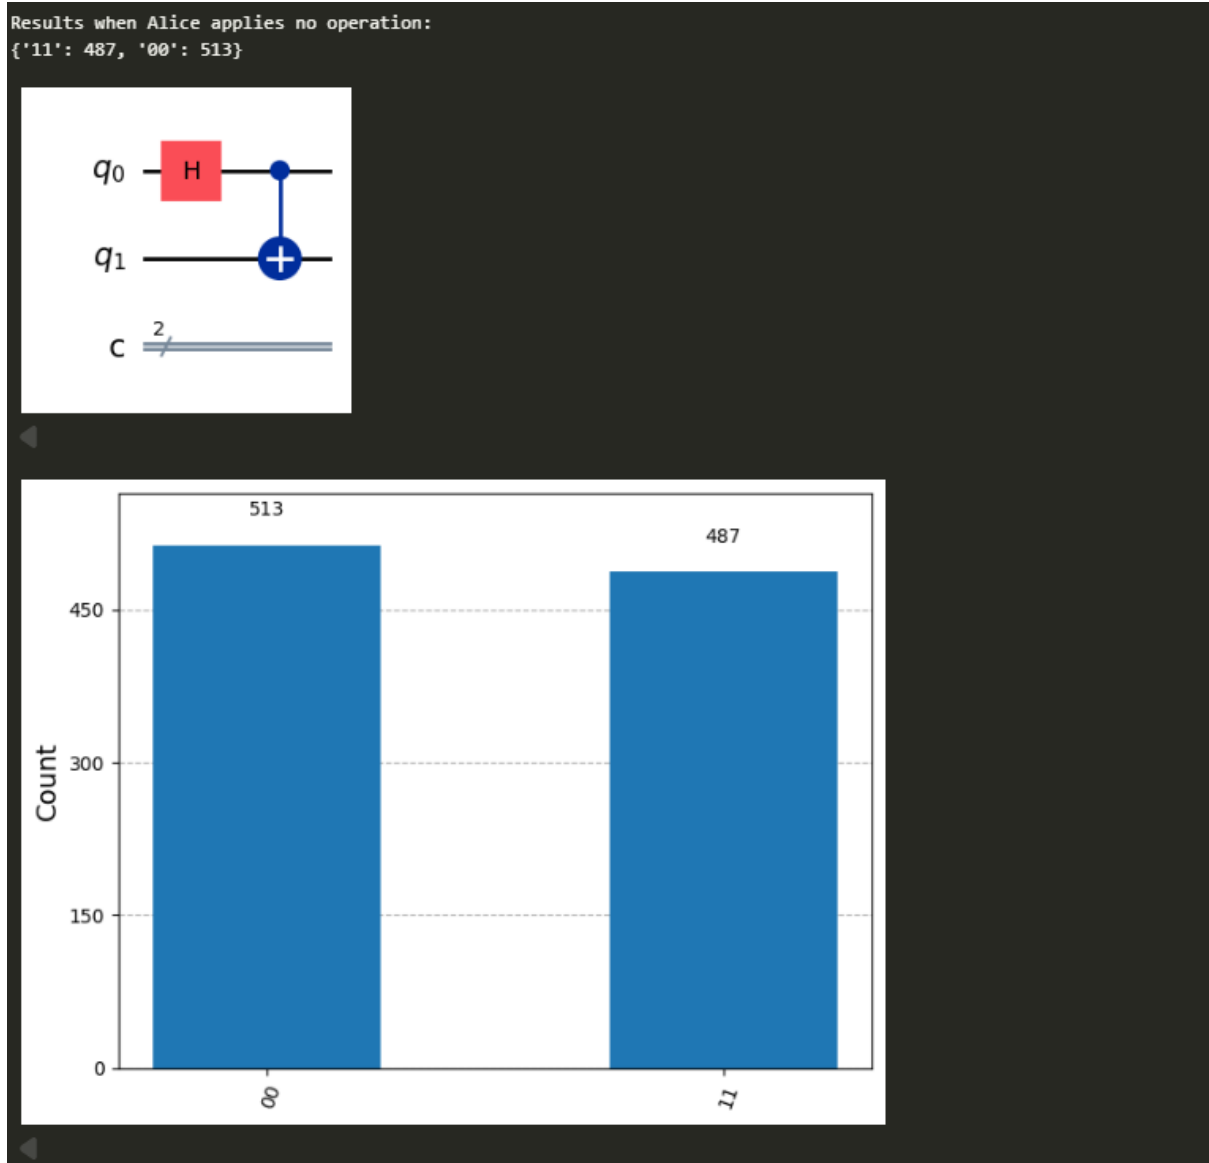 Results when Alice applies no operation:
{'11': 487, '00': 513}
q0
H
q1
2
c
513
487
450
300
150
0
Count
00
11